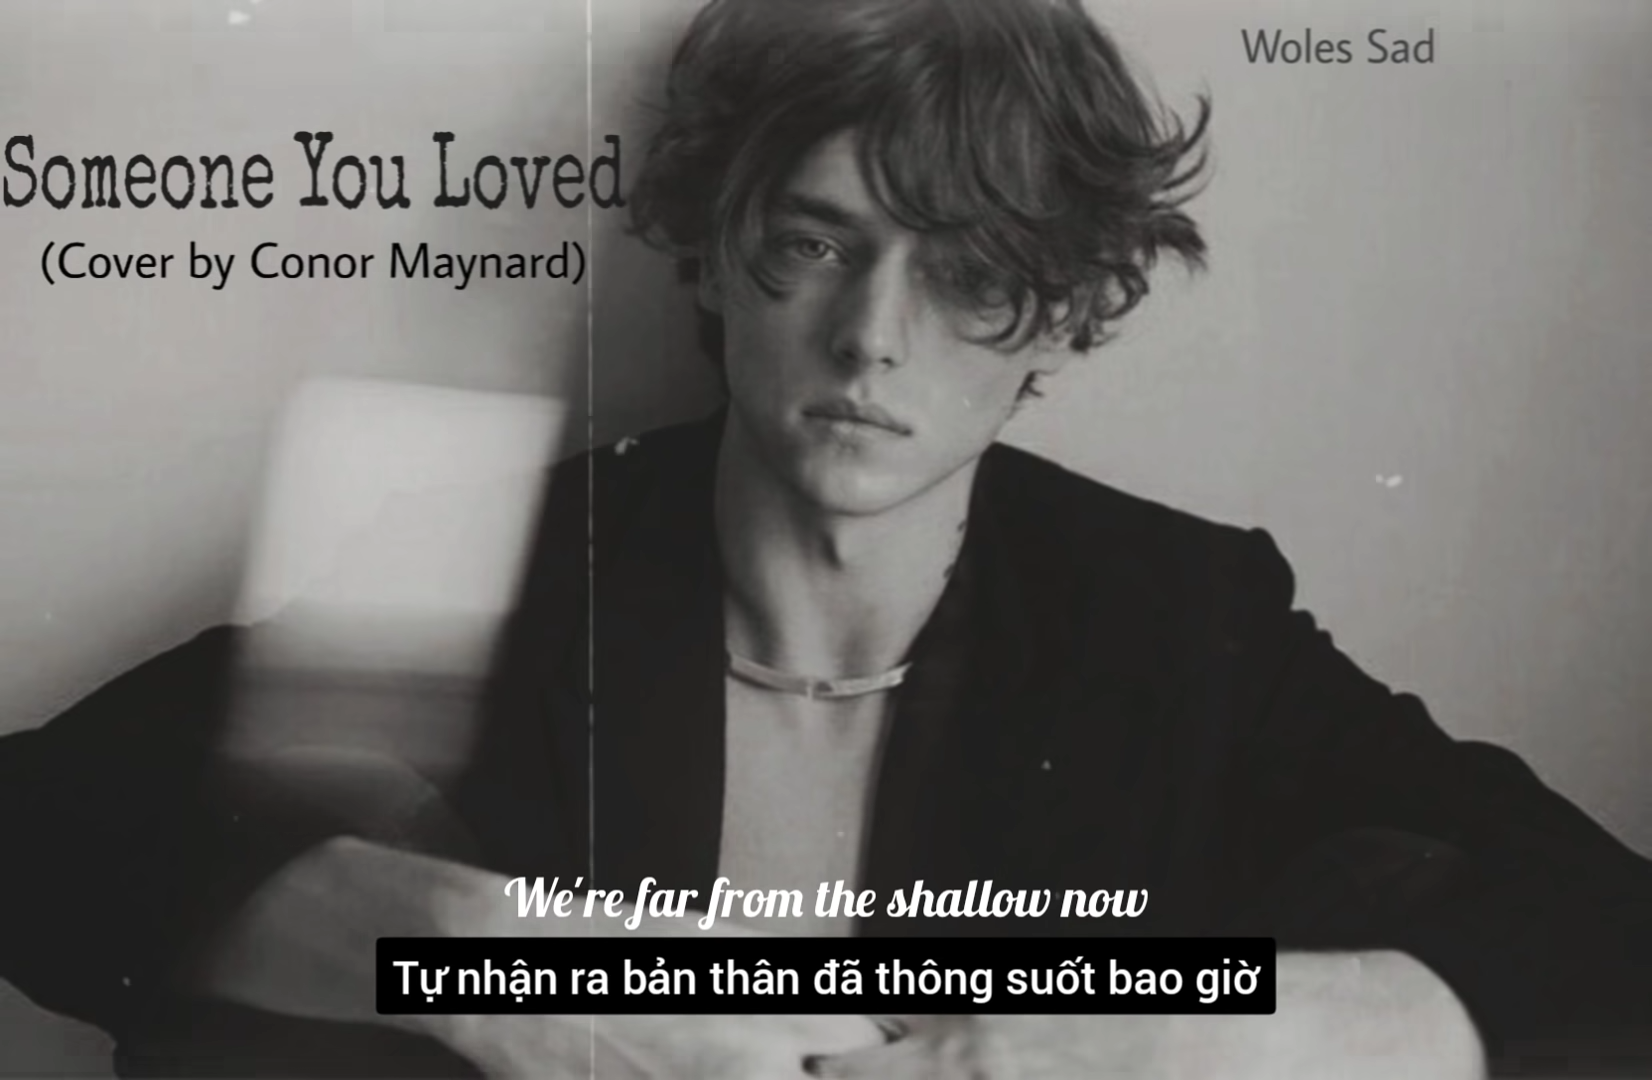 Woles Sad
Someone You Loved
(Cover by Conor Maynard)
We're far from the shallow now
Tự nhận ra bản thân đã thông suốt bao giờ